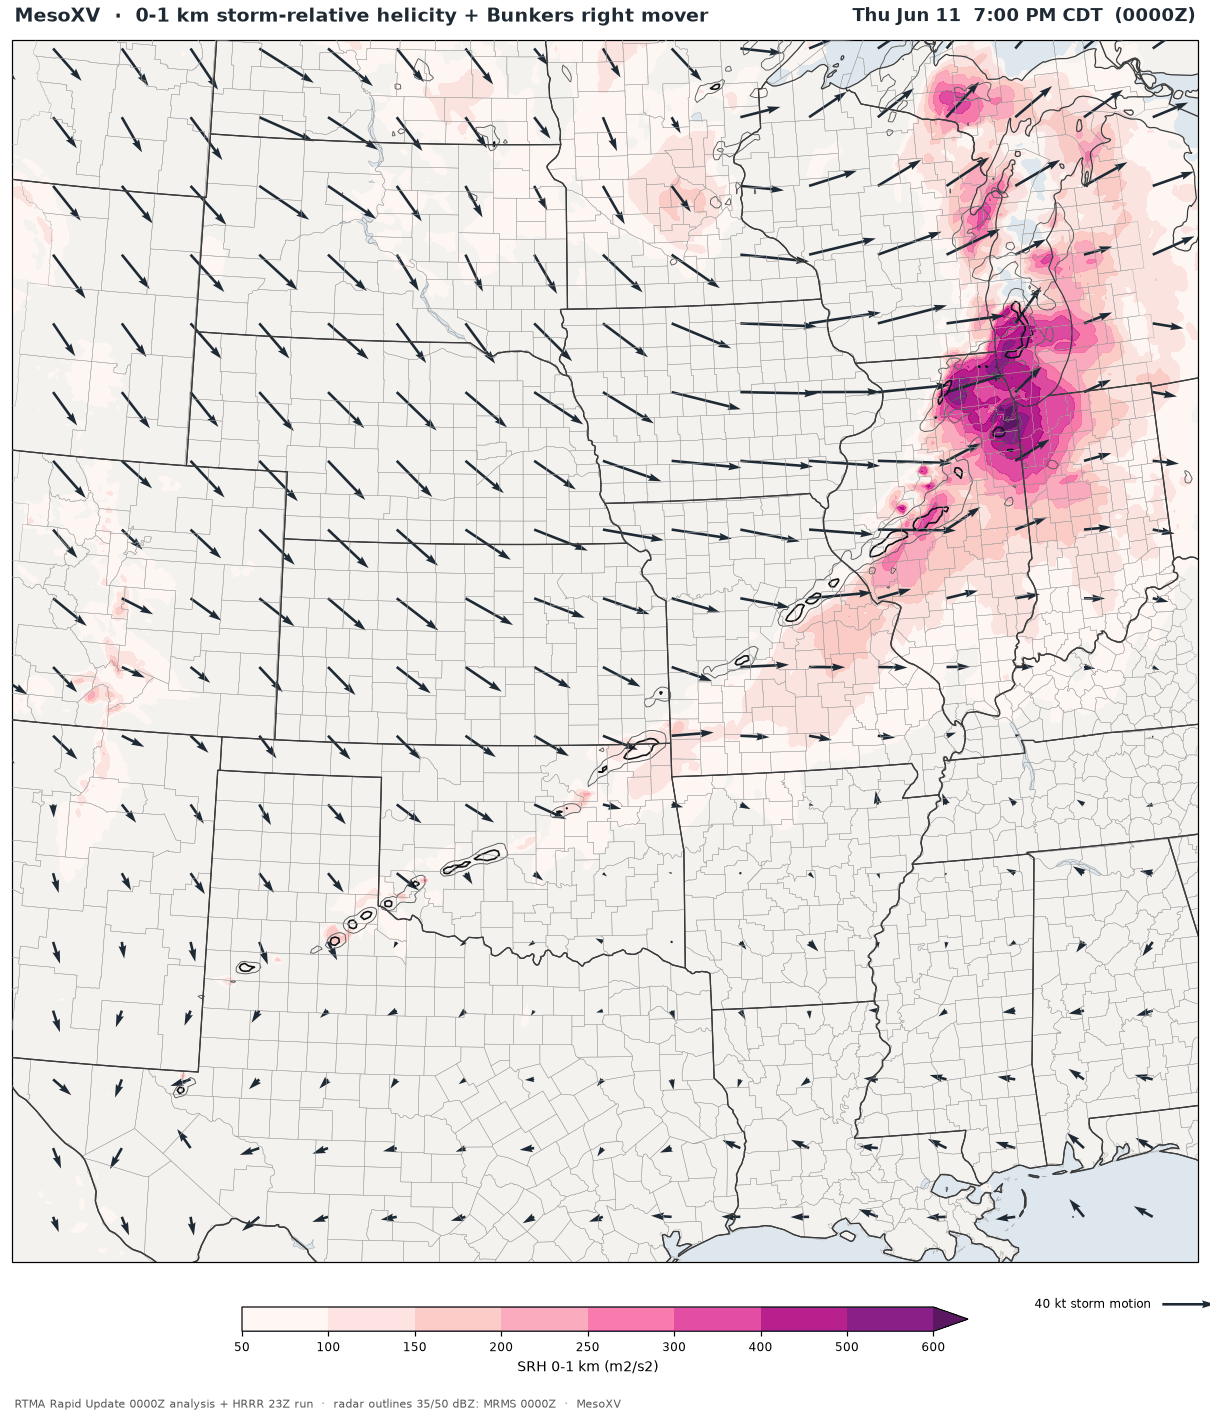 MesoXV · 0-1 km storm-relative helicity + Bunkers right mover
Thu Jun 11 7:00 PM CDT (0000Z)
40 kt storm motion
50 100 150 200 250 300 400 500 600
SRH 0-1 km (m2/s2)
RTMA Rapid Update 0000Z analysis + HRRR 23Z run · radar outlines 35/50 dBZ: MRMS 0000Z · MesoXV